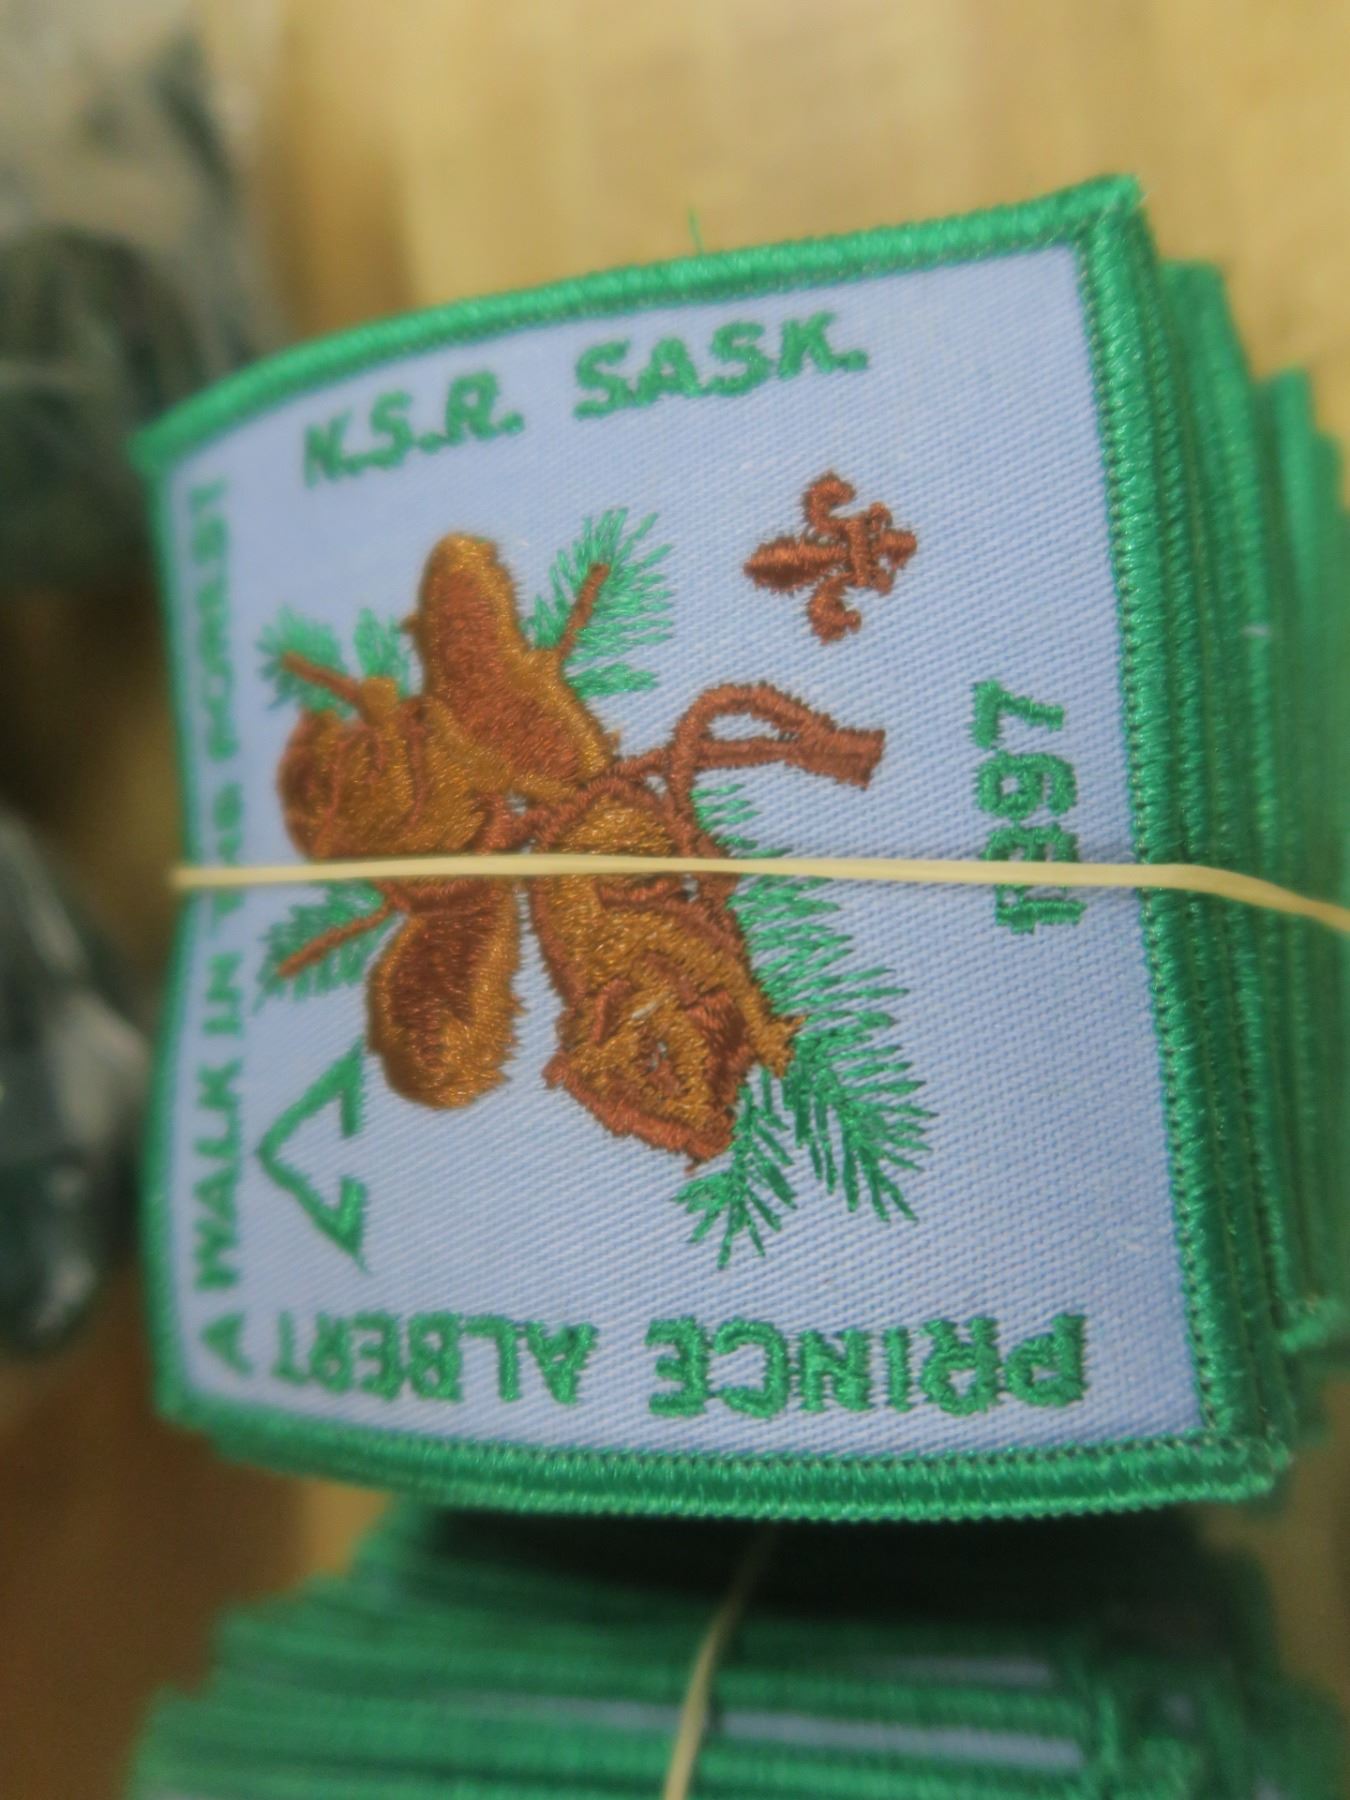 A WALK IN THE FOREST
PRINCE ALBERT
N.S.R. SASK.
1997